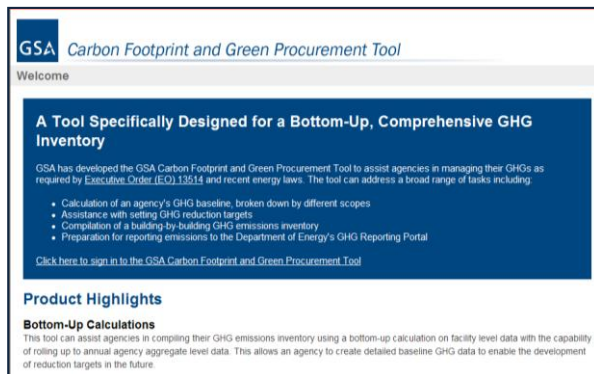 GSA Carbon Footprint and Green Procurement Tool
Welcome
A Tool Specifically Designed for a Bottom-Up, Comprehensive GHG
Inventory
GSA has developed the GSA Carbon Footprint and Green Procurement Tool to assist agencies in managing their GHGs as
required by Executive Order (EO) 13514 and recent energy laws. The tool can address a broad range of tasks including:
• Calculation of an agency's GHG baseline, broken down by different scopes
• Assistance with setting GHG reduction targets
• Compilation of a building-by-building GHG emissions inventory
• Preparation for reporting emissions to the Department of Energy's GHG Reporting Portal
Click here to sign in to the GSA Carbon Footprint and Green Procurement Tool
Product Highlights
Bottom-Up Calculations
This tool can assist agencies in compiling their GHG emissions inventory using a bottom-up calculation on facility level data with the capability
of rolling up to annual agency aggregate level data. This allows an agency to create detailed baseline GHG data to enable the development
of reduction targets in the future.